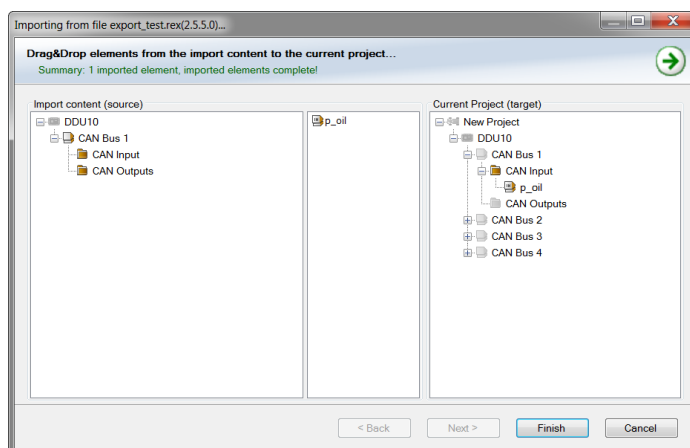 Importing from file export_test.rex(2.5.5.0)...
Drag&Drop elements from the import content to the current project...
Summary: 1 imported element, imported elements complete!
Import content (source)
DDU10
CAN Bus 1
CAN Input
CAN Outputs
p_oil
Current Project (target)
New Project
DDU10
CAN Bus 1
CAN Input
p_oil
CAN Outputs
CAN Bus 2
CAN Bus 3
CAN Bus 4
< Back
Next >
Finish
Cancel